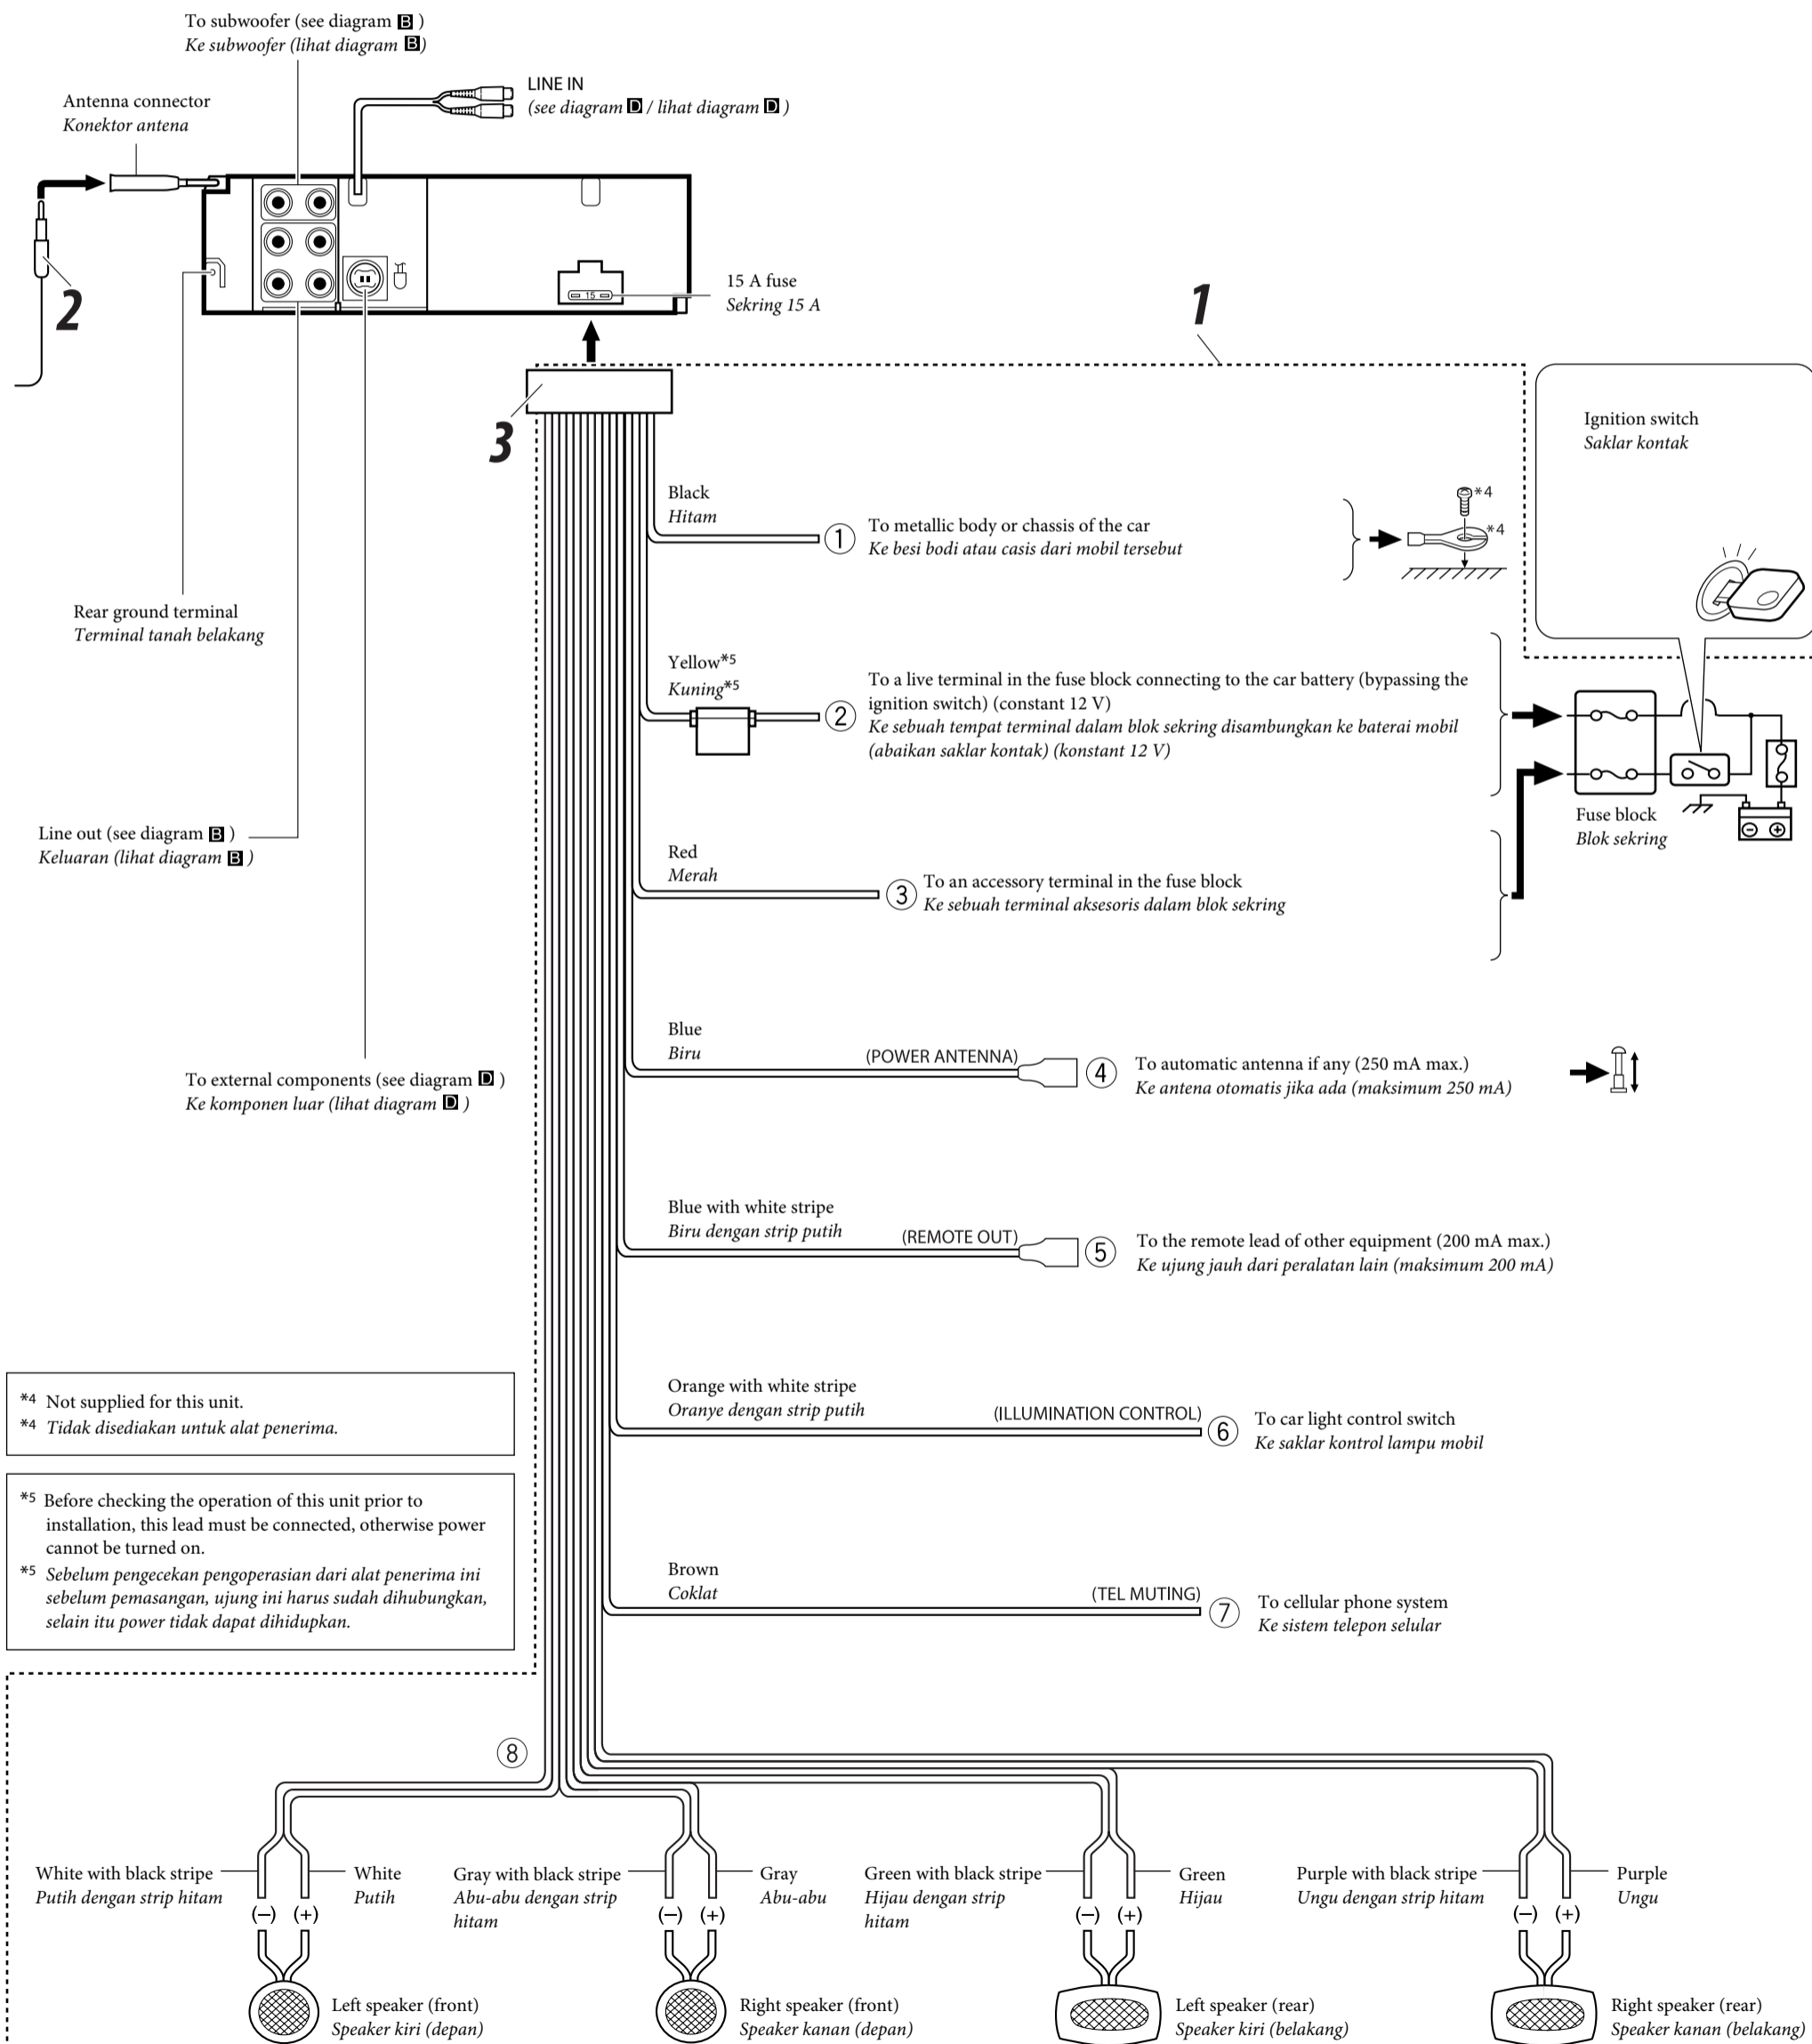 To subwoofer (see diagram B )
Ke subwoofer (lihat diagram B)
Antenna connector
Konektor antena
LINE IN
(see diagram D / lihat diagram D )
2
15
15 A fuse
Sekring 15 A
1
3
Ignition switch
Saklar kontak
Black
Hitam
① To metallic body or chassis of the car
Ke besi bodi atau casis dari mobil tersebut
*4
*4
Rear ground terminal
Terminal tanah belakang
Yellow*5
Kuning*5
② To a live terminal in the fuse block connecting to the car battery (bypassing the
ignition switch) (constant 12 V)
Ke sebuah tempat terminal dalam blok sekring disambungkan ke baterai mobil
(abaikan saklar kontak) (konstant 12 V)
Fuse block
Blok sekring
Line out (see diagram B )
Keluaran (lihat diagram B )
Red
Merah
③ To an accessory terminal in the fuse block
Ke sebuah terminal aksesoris dalam blok sekring
To external components (see diagram D )
Ke komponen luar (lihat diagram D )
Blue
Biru
(POWER ANTENNA)
④ To automatic antenna if any (250 mA max.)
Ke antena otomatis jika ada (maksimum 250 mA)
Blue with white stripe
Biru dengan strip putih
(REMOTE OUT)
⑤ To the remote lead of other equipment (200 mA max.)
Ke ujung jauh dari peralatan lain (maksimum 200 mA)
Orange with white stripe
Oranye dengan strip putih
(ILLUMINATION CONTROL)
⑥ To car light control switch
Ke saklar kontrol lampu mobil
*4 Not supplied for this unit.
*4 Tidak disediakan untuk alat penerima.
*5 Before checking the operation of this unit prior to
installation, this lead must be connected, otherwise power
cannot be turned on.
*5 Sebelum pengecekan pengoperasian dari alat penerima ini
sebelum pemasangan, ujung ini harus sudah dihubungkan,
selain itu power tidak dapat dihidupkan.
Brown
Coklat
(TEL MUTING)
⑦ To cellular phone system
Ke sistem telepon selular
⑧
White with black stripe
Putih dengan strip hitam
White
Putih
Gray with black stripe
Abu-abu dengan strip
hitam
Gray
Abu-abu
Green with black stripe
Hijau dengan strip
hitam
Green
Hijau
Purple with black stripe
Ungu dengan strip hitam
Purple
Ungu
(−) (+)
(−) (+)
(−) (+)
(−) (+)
Left speaker (front)
Speaker kiri (depan)
Right speaker (front)
Speaker kanan (depan)
Left speaker (rear)
Speaker kiri (belakang)
Right speaker (rear)
Speaker kanan (belakang)